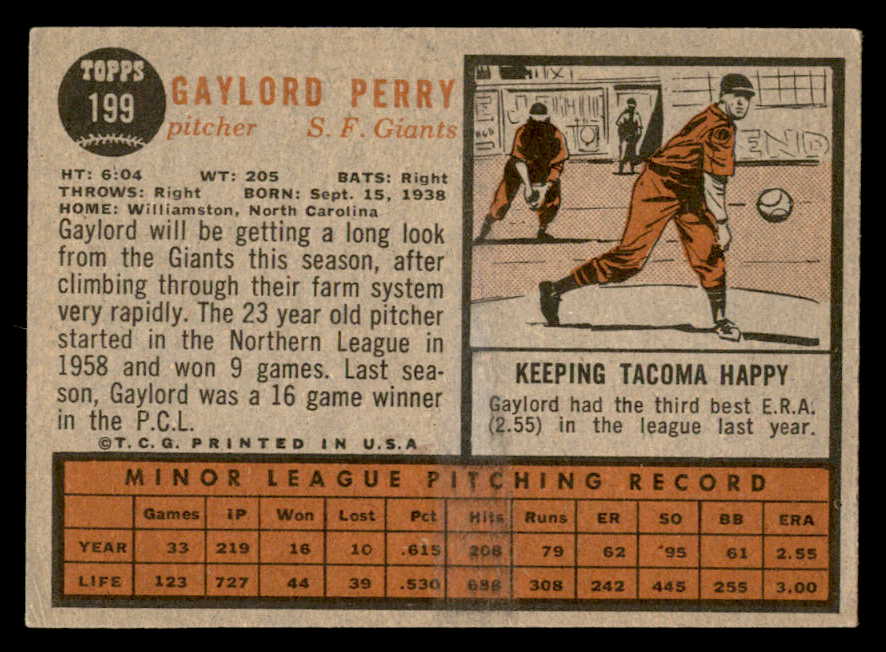 TOPPS
199
GAYLORD PERRY
pitcher S. F. Giants
HT: 6:04 WT: 205 BATS: Right
THROWS: Right BORN: Sept. 15, 1938
HOME: Williamston, North Carolina
Gaylord will be getting a long look
from the Giants this season, after
climbing through their farm system
very rapidly. The 23 year old pitcher
started in the Northern League in
1958 and won 9 games. Last sea-
son, Gaylord was a 16 game winner
in the P.C.L.
©T.C.G. PRINTED IN U.S.A
END
KEEPING TACOMA HAPPY
Gaylord had the third best E.R.A.
(2.55) in the league last year.
MINOR LEAGUE PITCHING RECORD
Games IP Won Lost Pct Hits Runs ER SO BB ERA
YEAR 33 219 16 10 .615 208 79 62 95 61 2.55
LIFE 123 727 44 39 .530 686 308 242 445 255 3.00